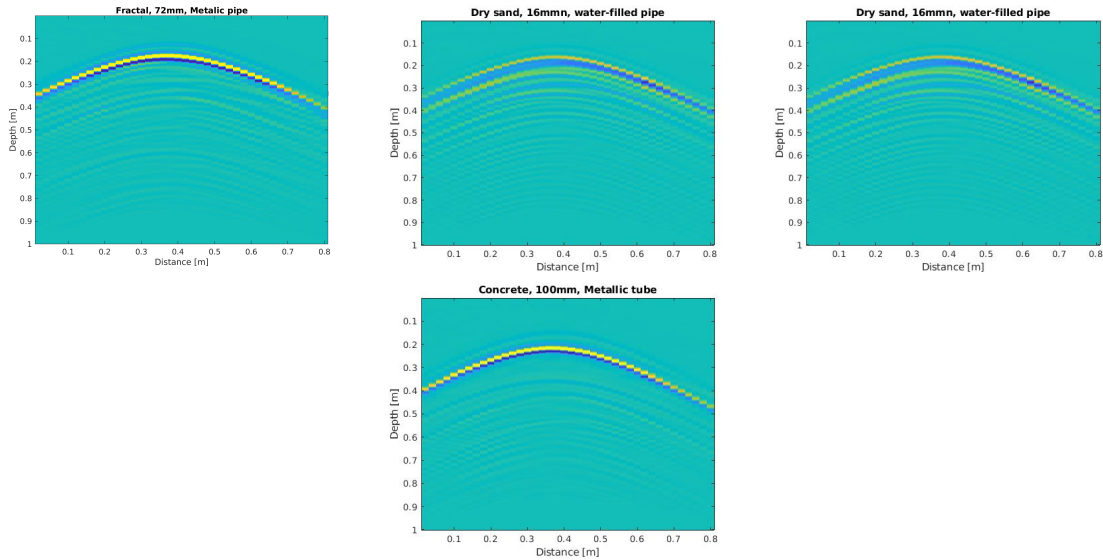 Fractal, 72mm, Metalic pipe
0.1
0.2
0.3
0.4
0.5
0.6
0.7
0.8
0.9
1
Depth [m]
0.1 0.2 0.3 0.4 0.5 0.6 0.7 0.8
Distance [m]
Dry sand, 16mmn, water-filled pipe
0.1
0.2
0.3
0.4
0.5
0.6
0.7
0.8
0.9
1
Depth [m]
0.1 0.2 0.3 0.4 0.5 0.6 0.7 0.8
Distance [m]
Dry sand, 16mmn, water-filled pipe
0.1
0.2
0.3
0.4
0.5
0.6
0.7
0.8
0.9
1
Depth [m]
0.1 0.2 0.3 0.4 0.5 0.6 0.7 0.8
Distance [m]
Concrete, 100mm, Metallic tube
0.1
0.2
0.3
0.4
0.5
0.6
0.7
0.8
0.9
1
Depth [m]
0.1 0.2 0.3 0.4 0.5 0.6 0.7 0.8
Distance [m]